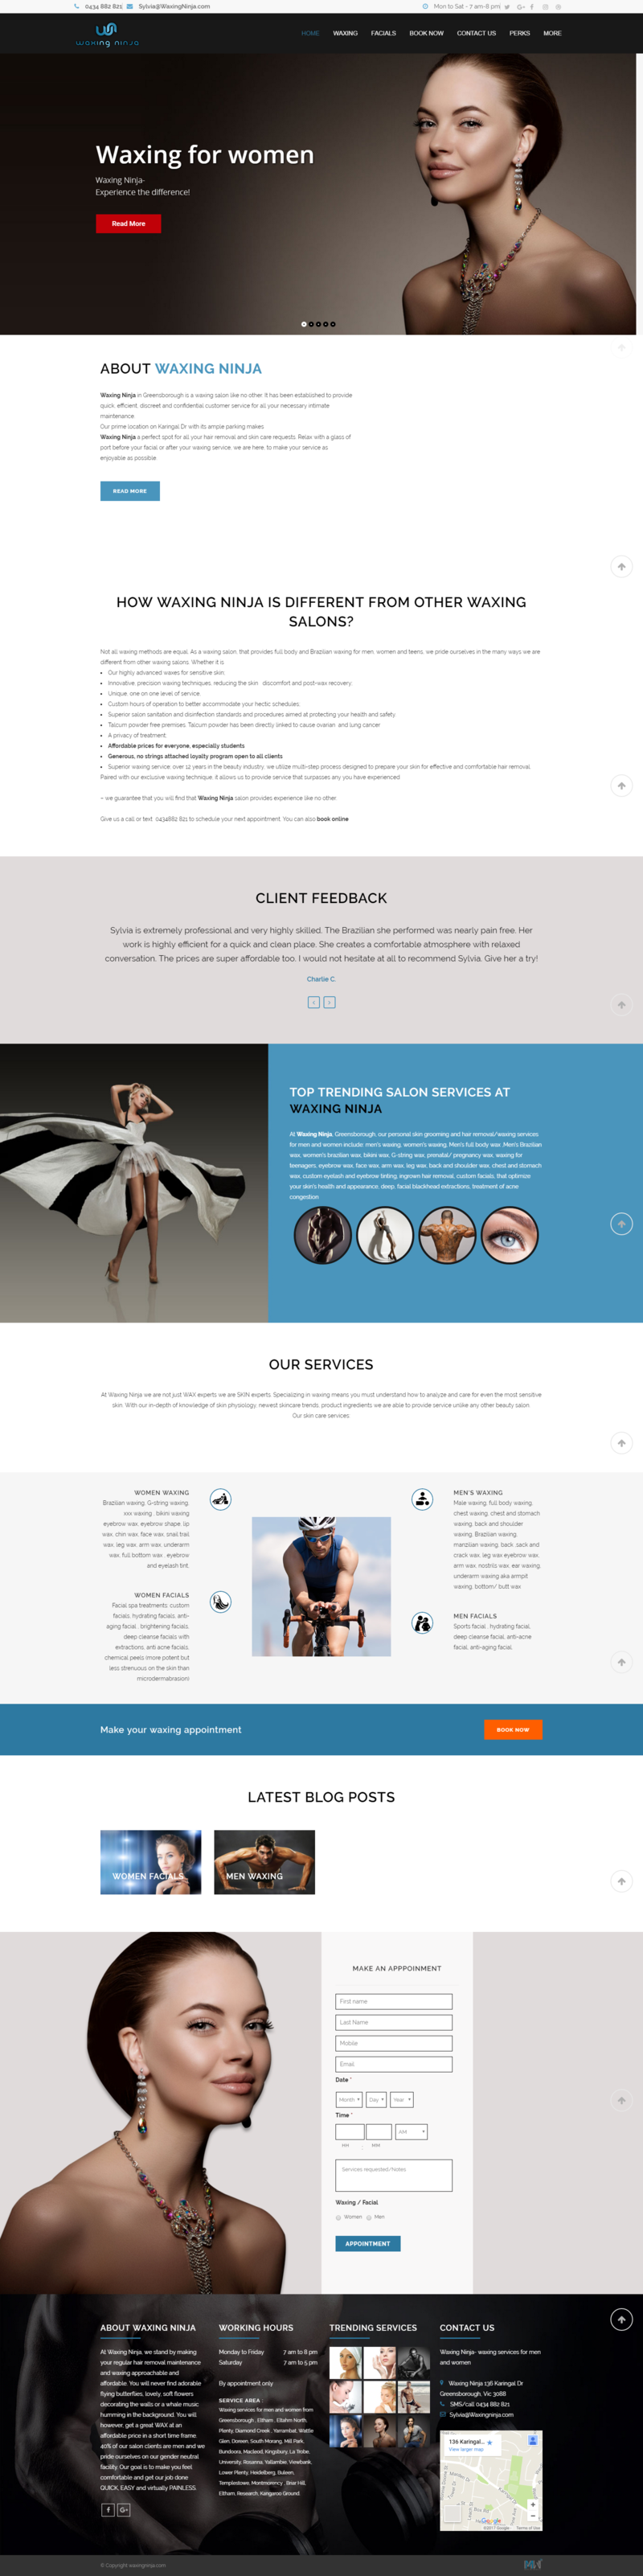 0434 882 821 Sylvia@WaxingNinja.com
Mon to Sat - 7 am-8 pm
waxing ninja
HOME WAXING FACIALS BOOK NOW CONTACT US PERKS MORE
Waxing for women
Waxing Ninja-
Experience the difference!
Read More
ABOUT WAXING NINJA
Waxing Ninja in Greensborough is a waxing salon like no other. It has been established to provide
quick, efficient, discreet and confidential customer service for all your necessary intimate
maintenance.
Our prime location on Karingal Dr with its ample parking makes
Waxing Ninja a perfect spot for all your hair removal and skin care requests. Relax with a glass of
port before your facial or after your waxing service, we are here, to make your service as
enjoyable as possible.
READ MORE
HOW WAXING NINJA IS DIFFERENT FROM OTHER WAXING
SALONS?
Not all waxing methods are equal. As a waxing salon, that provides full body and Brazilian waxing for men, women and teens, we pride ourselves in the many ways we are
different from other waxing salons. Whether it is
Our highly advanced waxes for sensitive skin;
Innovative, precision waxing techniques, reducing the skin discomfort and post-wax recovery;
Unique, one on one level of service;
Custom hours of operation to better accommodate your hectic schedules;
Superior salon sanitation and disinfection standards and procedures aimed at protecting your health and safety
Talcum powder free premises. Talcum powder has been directly linked to cause ovarian and lung cancer
A privacy of treatment
Affordable prices for everyone, especially students
Generous, no strings attached loyalty program open to all clients
Superior waxing service, over 12 years in the beauty industry, we utilize multi-step process designed to prepare your skin for effective and comfortable hair removal.
Paired with our exclusive waxing technique, it allows us to provide service that surpasses any you have experienced
– we guarantee that you will find that Waxing Ninja salon provides experience like no other.
Give us a call or text 0434882 821 to schedule your next appointment. You can also book online
CLIENT FEEDBACK
Sylvia is extremely professional and very highly skilled. The Brazilian she performed was nearly pain free. Her
work is highly efficient for a quick and clean place. She creates a comfortable atmosphere with relaxed
conversation. The prices are super affordable too. I would not hesitate at all to recommend Sylvia. Give her a try!
Charlie C.
TOP TRENDING SALON SERVICES AT
WAXING NINJA
At Waxing Ninja, Greensborough, our personal skin grooming and hair removal/waxing services
for men and women include: men's waxing, women's waxing, Men's full body wax, Men's Brazilian
wax, women's brazilian wax, bikini wax, G-string wax, prenatal/ pregnancy wax, waxing for
teenagers, eyebrow wax, face wax, arm wax, leg wax, back and shoulder wax, chest and stomach
wax, custom eyelash and eyebrow tinting, ingrown hair removal, custom facials, that optimize
your skin's health and appearance, deep, facial blackhead extractions, treatment of acne
congestion
OUR SERVICES
At Waxing Ninja we are not just WAX experts we are SKIN experts. Specializing in waxing means you must understand how to analyze and care for even the most sensitive
skin. With our in-depth of knowledge of skin physiology, newest skincare trends, product ingredients we are able to provide service unlike any other beauty salon.
Our skin care services:
WOMEN WAXING
Brazilian waxing, G-string waxing,
xxx waxing , bikini waxing
eyebrow wax, eyebrow shape, lip
wax, chin wax, face wax, snail trail
wax, leg wax, arm wax, underarm
wax, full bottom wax , eyebrow
and eyelash tint.
WOMEN FACIALS
Facial spa treatments: custom
facials, hydrating facials, anti-
aging facial , brightening facials,
deep cleanse facials with
extractions, anti acne facials,
chemical peels (more potent but
less strenuous on the skin than
microdermabrasion)
MEN'S WAXING
Male waxing, full body waxing,
chest waxing, chest and stomach
waxing, back and shoulder
waxing, Brazilian waxing,
manzilian waxing, back ,sack and
crack wax, leg wax eyebrow wax,
arm wax, nostrils wax, ear waxing,
underarm waxing aka armpit
waxing, bottom/ butt wax
MEN FACIALS
Sports facial , hydrating facial,
deep cleanse facial, anti-acne
facial, anti-aging facial,
Make your waxing appointment
BOOK NOW
LATEST BLOG POSTS
WOMEN FACIALS
MEN WAXING
MAKE AN APPPOINMENT
First name
Last Name
Mobile
Email
Date *
Month Day Year
Time *
AM
HH : MM
Services requested/Notes
Waxing / Facial
Women Men
APPOINTMENT
ABOUT WAXING NINJA
At Waxing Ninja, we stand by making
your regular hair removal maintenance
and waxing approachable and
affordable. You will never find adorable
flying butterflies, lovely, soft flowers
decorating the walls or a whale music
humming in the background. You will
however, get a great WAX at an
affordable price in a short time frame.
40% of our salon clients are men and we
pride ourselves on our gender neutral
facility. Our goal is to make you feel
comfortable and get our job done
QUICK, EASY and virtually PAINLESS.
WORKING HOURS
Monday to Friday 7 am to 8 pm
Saturday 7 am to 5 pm
By appointment only
SERVICE AREA :
Waxing services for men and women from
Greensborough , Eltham , Eltahm North,
Plenty, Diamond Creek , Yarrambat, Wattle
Glen, Doreen, South Morang, Mill Park,
Bundoora, Macleod, Kingsbury, La Trobe,
University, Rosanna, Yallambie, Viewbank,
Lower Plenty, Heidelberg, Bulleen,
Templestowe, Montmorency , Briar Hill,
Eltham, Research, Kangaroo Ground.
TRENDING SERVICES
CONTACT US
Waxing Ninja- waxing services for men
and women
Waxing Ninja 136 Karingal Dr
Greensborough, Vic 3088
SMS/call 0434 882 821
Sylvia@Waxingninja.com
136 Karingal...
View larger map
Google
©2017 Google Terms of Use
© Copyright waxingninja.com